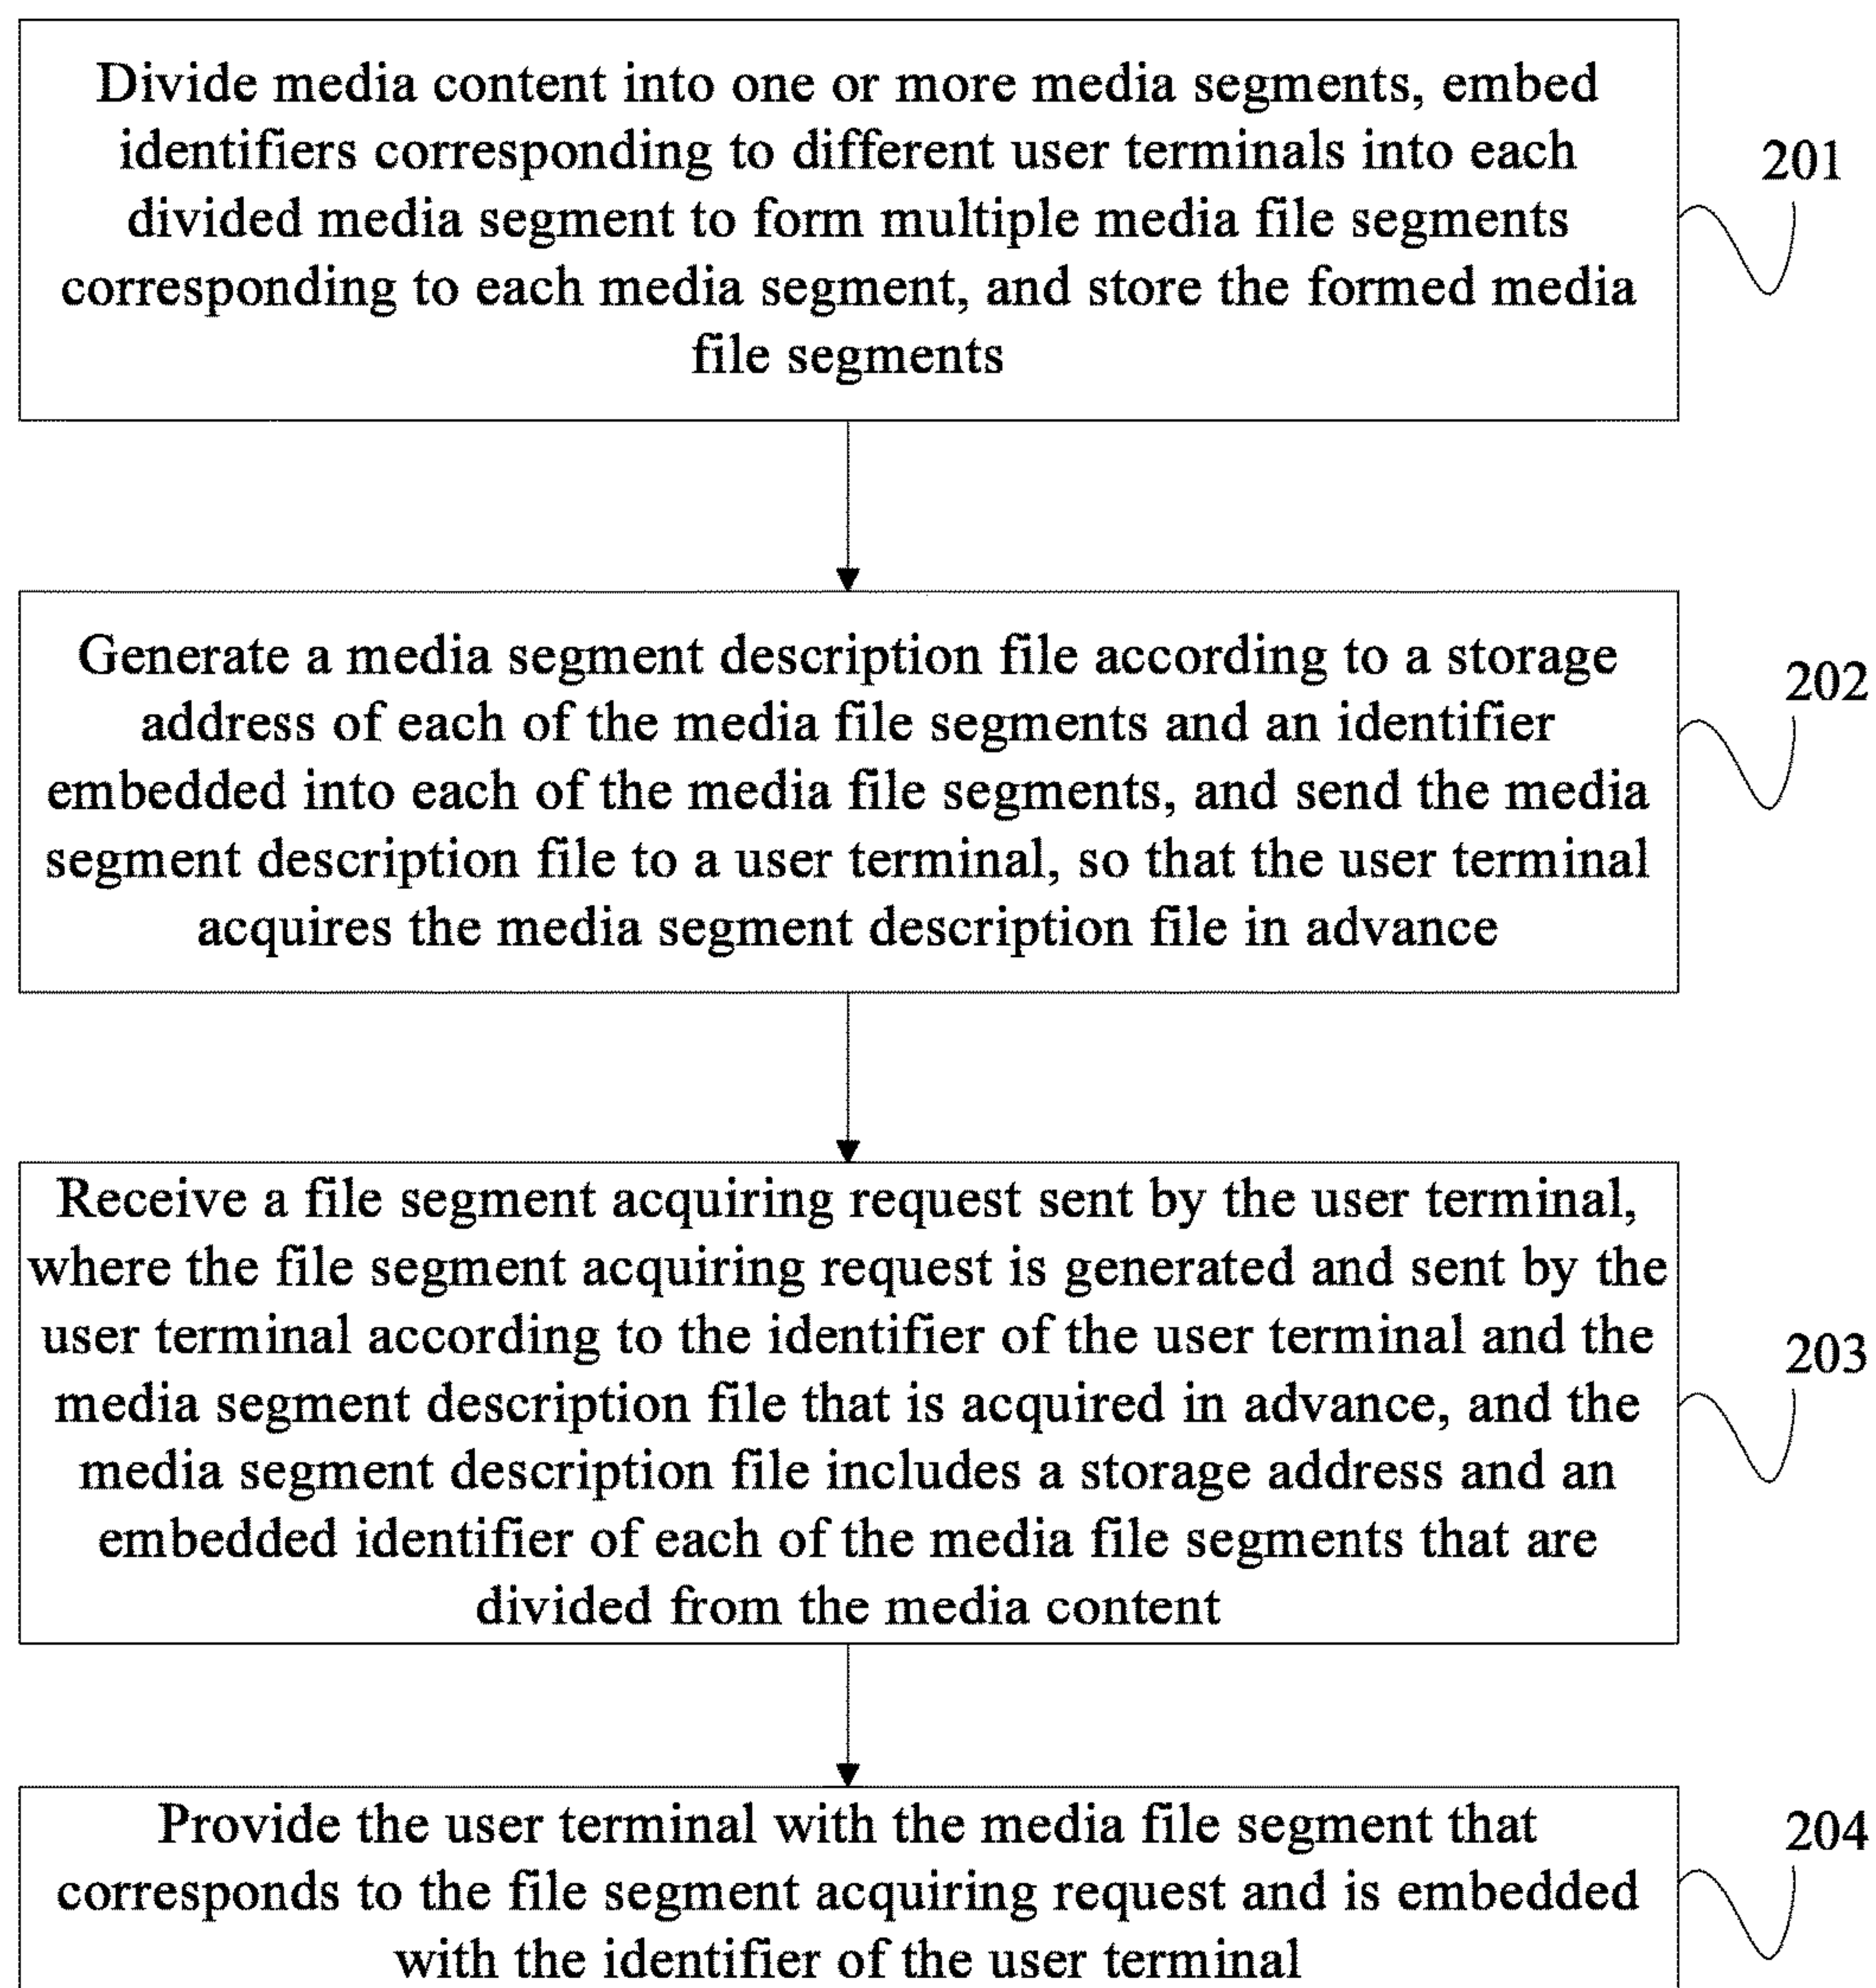 Divide media content into one or more media segments, embed
identifiers corresponding to different user terminals into each
divided media segment to form multiple media file segments
corresponding to each media segment, and store the formed media
file segments
201
Generate a media segment description file according to a storage
address of each of the media file segments and an identifier
embedded into each of the media file segments, and send the media
segment description file to a user terminal, so that the user terminal
acquires the media segment description file in advance
202
Receive a file segment acquiring request sent by the user terminal,
where the file segment acquiring request is generated and sent by the
user terminal according to the identifier of the user terminal and the
media segment description file that is acquired in advance, and the
media segment description file includes a storage address and an
embedded identifier of each of the media file segments that are
divided from the media content
203
Provide the user terminal with the media file segment that
corresponds to the file segment acquiring request and is embedded
with the identifier of the user terminal
204